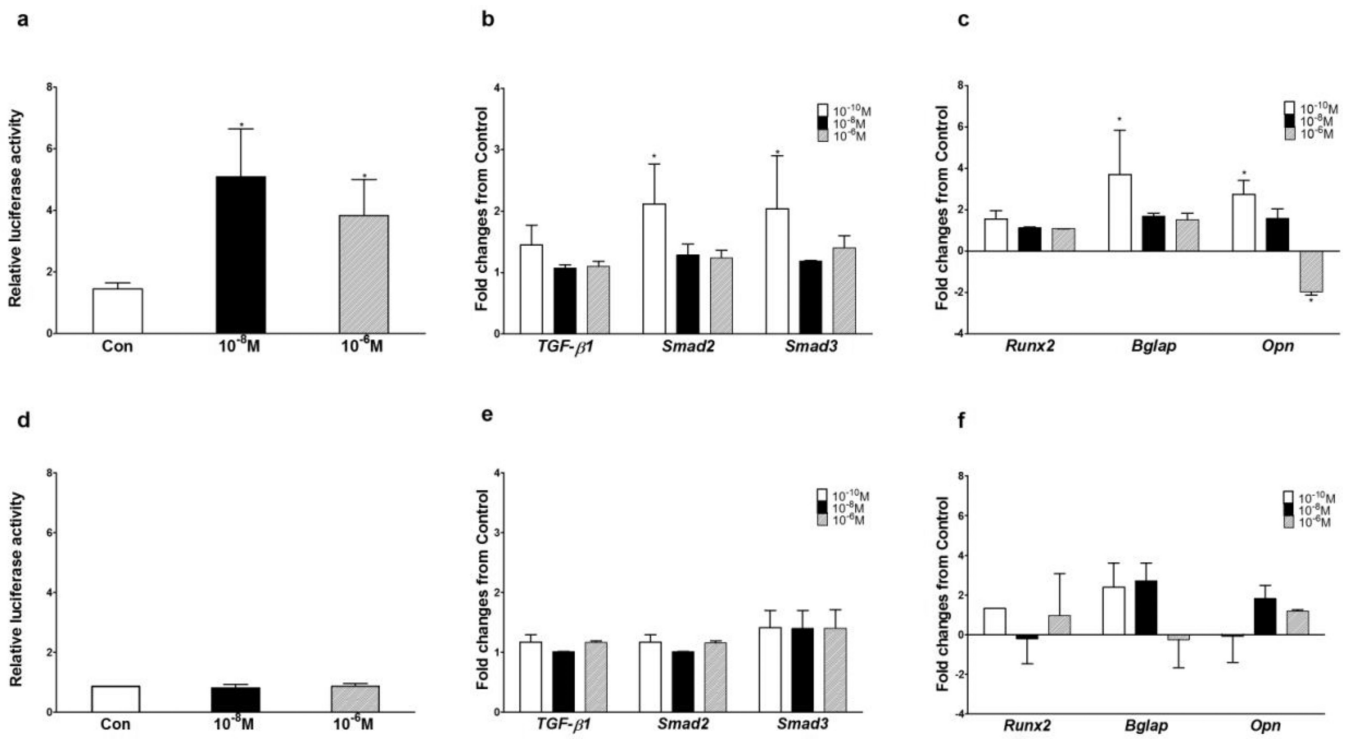 a
Relative luciferase activity
8
6
4
2
0
*
*
Con
10⁻⁸M
10⁻⁶M
b
Fold changes from Control
4
3
2
1
0
10⁻¹⁰M
10⁻⁸M
10⁻⁶M
*
*
TGF-β1
Smad2
Smad3
c
Fold changes from Control
8
6
4
2
0
-2
-4
10⁻¹⁰M
10⁻⁸M
10⁻⁶M
*
*
*
Runx2
Bglap
Opn
d
Relative luciferase activity
8
6
4
2
0
Con
10⁻⁸M
10⁻⁶M
e
Fold changes from Control
4
3
2
1
0
10⁻¹⁰M
10⁻⁸M
10⁻⁶M
TGF-β1
Smad2
Smad3
f
Fold changes from Control
8
6
4
2
0
-2
-4
10⁻¹⁰M
10⁻⁸M
10⁻⁶M
Runx2
Bglap
Opn